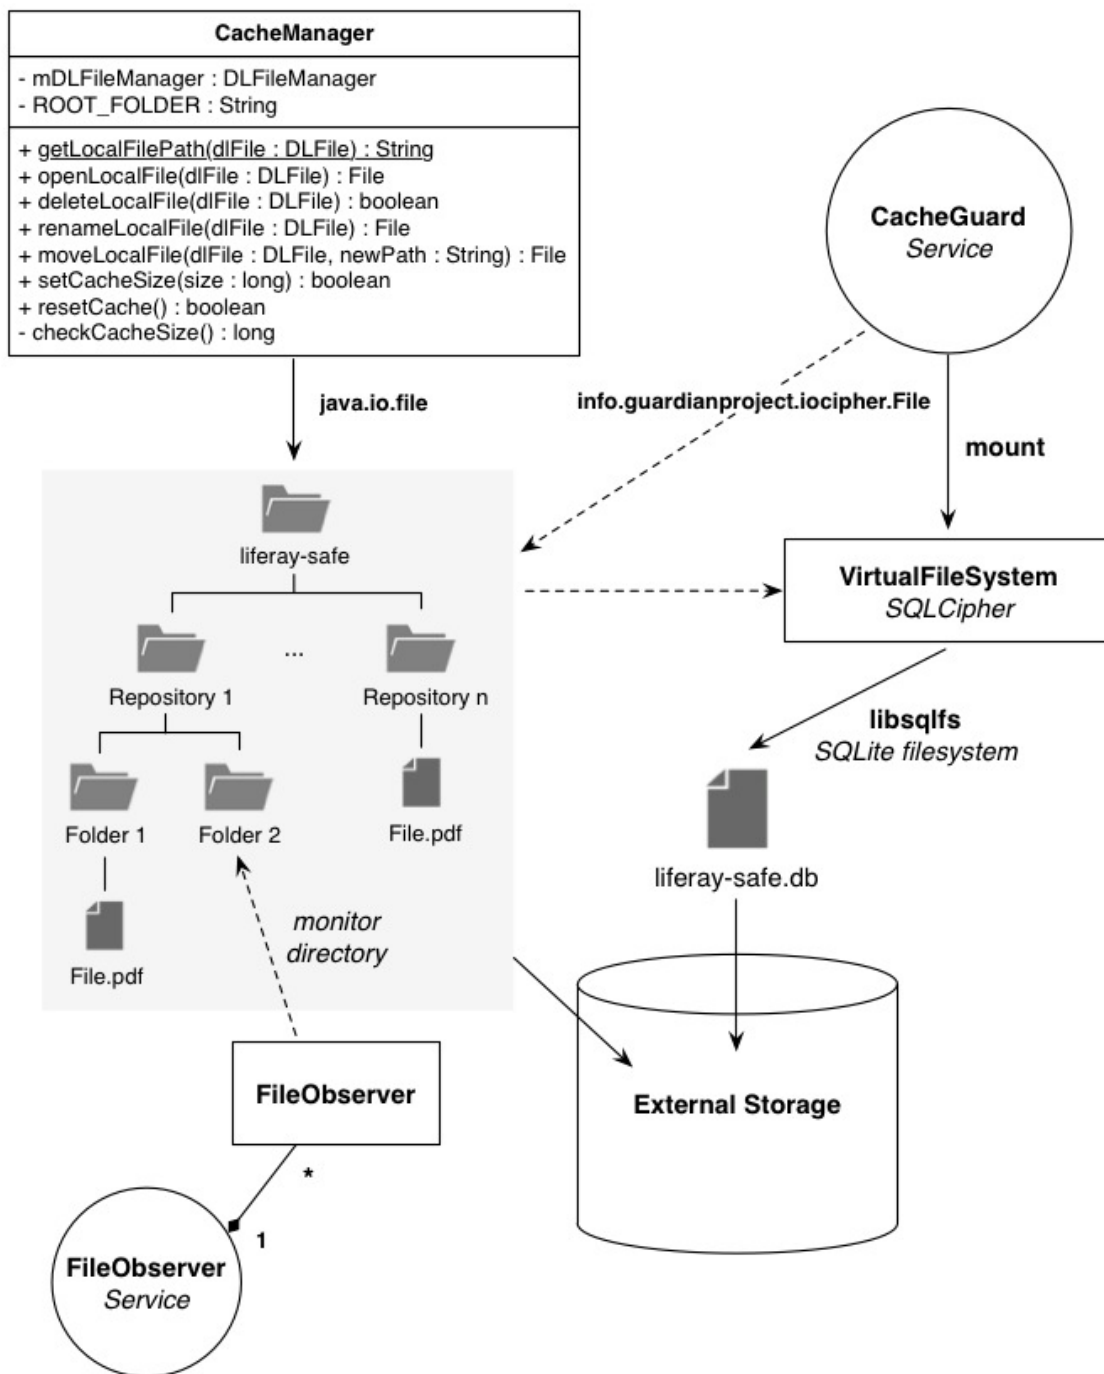 CacheManager
- mDLFileManager : DLFileManager
- ROOT_FOLDER : String
+ getLocalFilePath(dlFile : DLFile) : String
+ openLocalFile(dlFile : DLFile) : File
+ deleteLocalFile(dlFile : DLFile) : boolean
+ renameLocalFile(dlFile : DLFile) : File
+ moveLocalFile(dlFile : DLFile, newPath : String) : File
+ setCacheSize(size : long) : boolean
+ resetCache() : boolean
- checkCacheSize() : long
CacheGuard
Service
java.io.file
info.guardianproject.iocipher.File
mount
liferay-safe
VirtualFileSystem
SQLCipher
...
Repository 1
Repository n
libsqlfs
SQLite filesystem
Folder 1
Folder 2
File.pdf
liferay-safe.db
monitor
directory
File.pdf
FileObserver
External Storage
*
1
FileObserver
Service